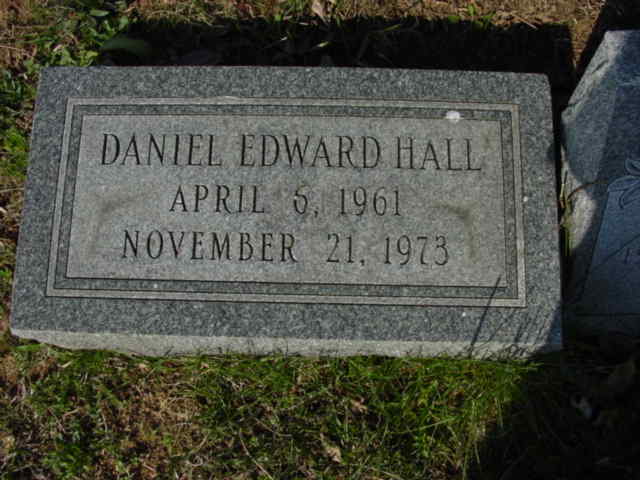 DANIEL EDWARD HALL
APRIL 6, 1961
NOVEMBER 21, 1973